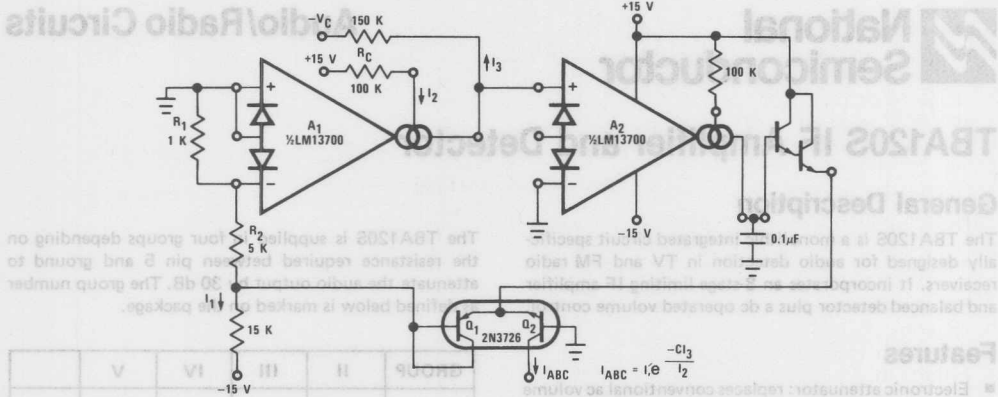 -VC 150 K
+15 V RC
100 K
I2
I3
+
A1
½LM13700
-
R1
1 K
R2
5 K
I1
15 K
-15 V
+15 V
100 K
+
A2
½LM13700
-
-15 V
0.1µF
Q1 Q2
2N3726
IABC
IABC = I1e -CI3
I2
Audio/Radio Circuits
National
Semiconductor
TBA120S IF Amplifier and Detector
General Description
The TBA120S is a monolithic integrated circuit specific-
ally designed for audio detection in TV and FM radio
receivers. It incorporates an 8 stage limiting IF amplifier
and balanced detector plus a dc operated volume control.
The TBA120S is supplied in four groups depending on
the resistance required between pin 5 and ground to
attenuate the audio output by 30 dB. The group number
as defined below is marked on the package.
Features
Electronic attenuator: replaces conventional ac volume
GROUP II III IV V